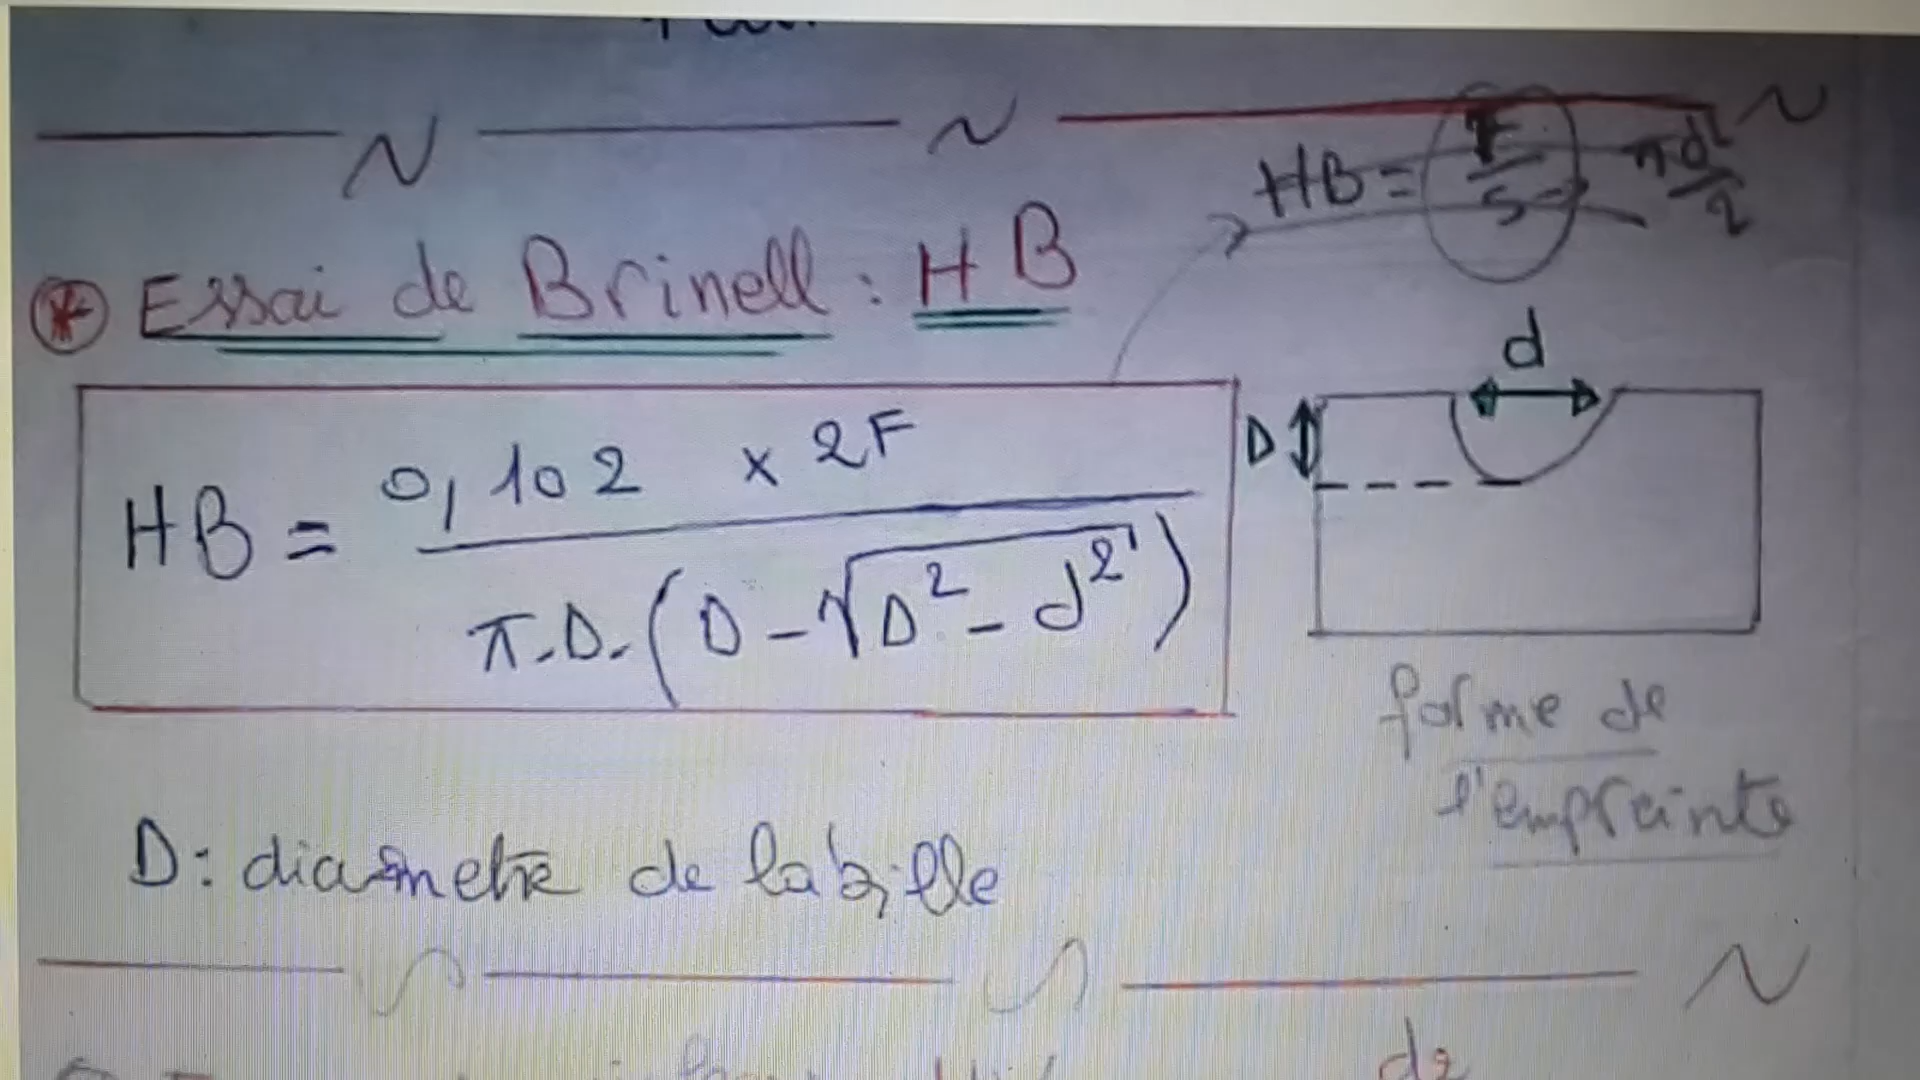 HB = F/S → πd²/2
* Essai de Brinell : HB
d
D
HB = 0,102 x 2F / π.D.(D - √(D² - d²))
forme de
l'empreinte
D : diamètre de la bille